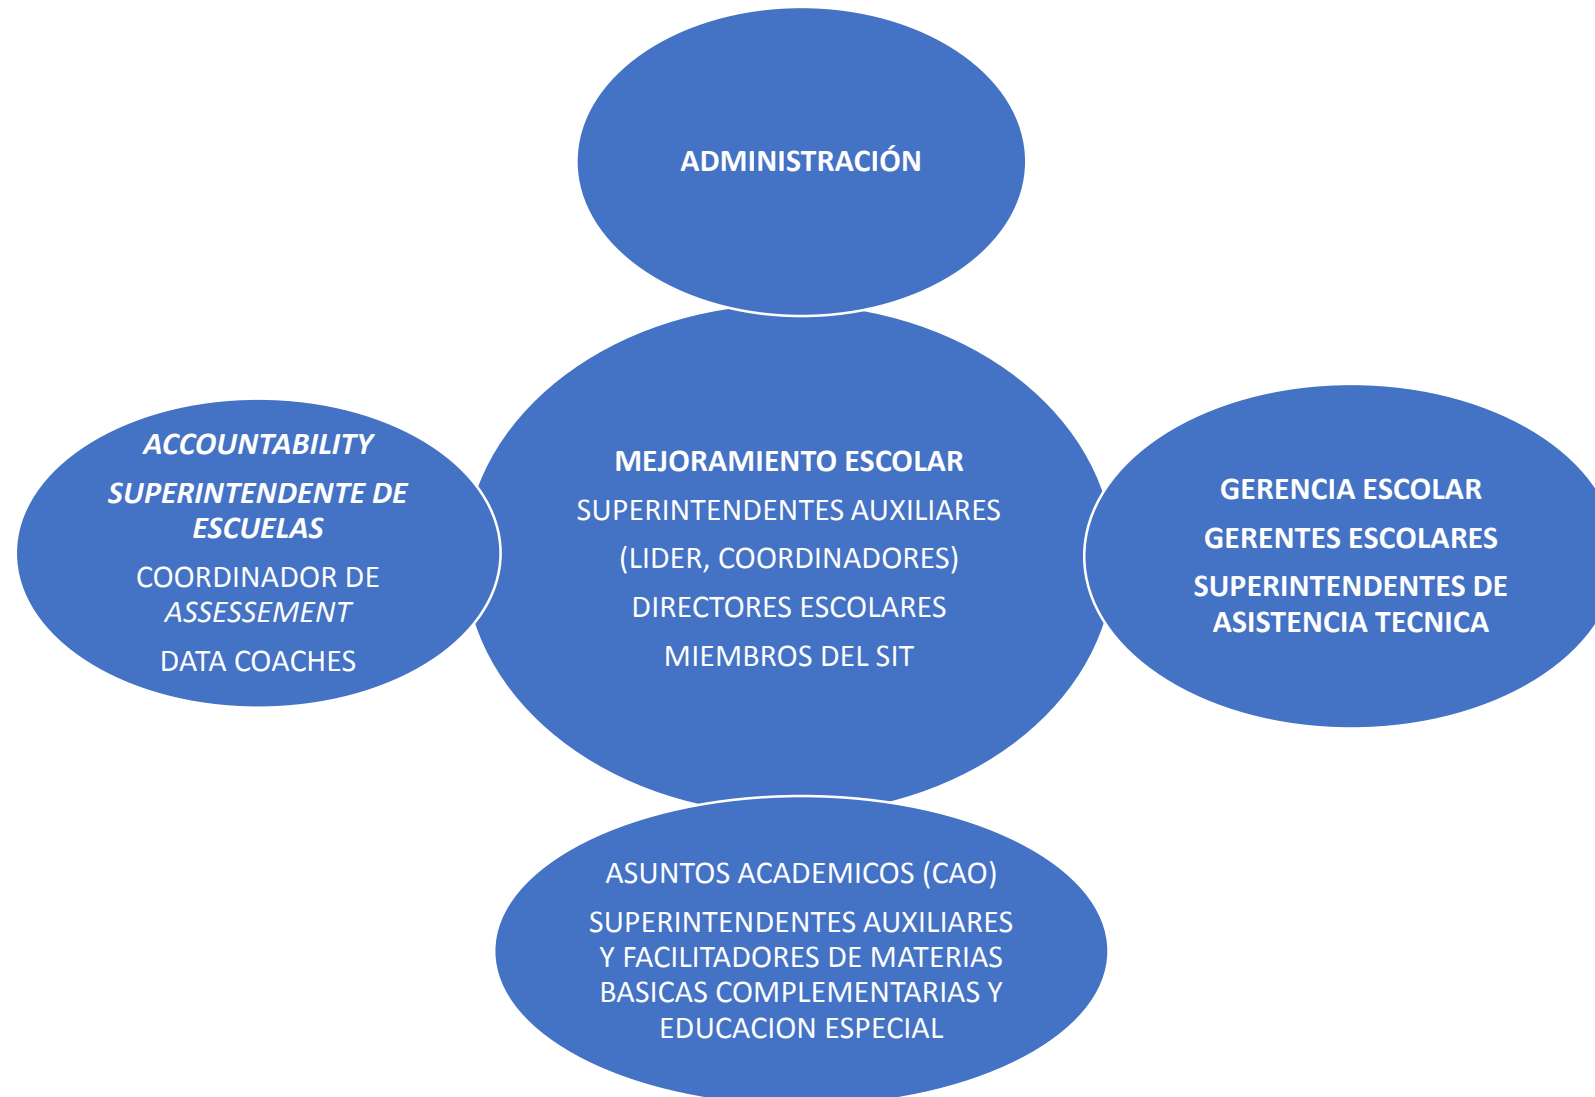 ADMINISTRACIÓN
ACCOUNTABILITY
SUPERINTENDENTE DE
ESCUELAS
COORDINADOR DE
ASSESSEMENT
DATA COACHES
MEJORAMIENTO ESCOLAR
SUPERINTENDENTES AUXILIARES
(LIDER, COORDINADORES)
DIRECTORES ESCOLARES
MIEMBROS DEL SIT
GERENCIA ESCOLAR
GERENTES ESCOLARES
SUPERINTENDENTES DE
ASISTENCIA TECNICA
ASUNTOS ACADEMICOS (CAO)
SUPERINTENDENTES AUXILIARES
Y FACILITADORES DE MATERIAS
BASICAS COMPLEMENTARIAS Y
EDUCACION ESPECIAL